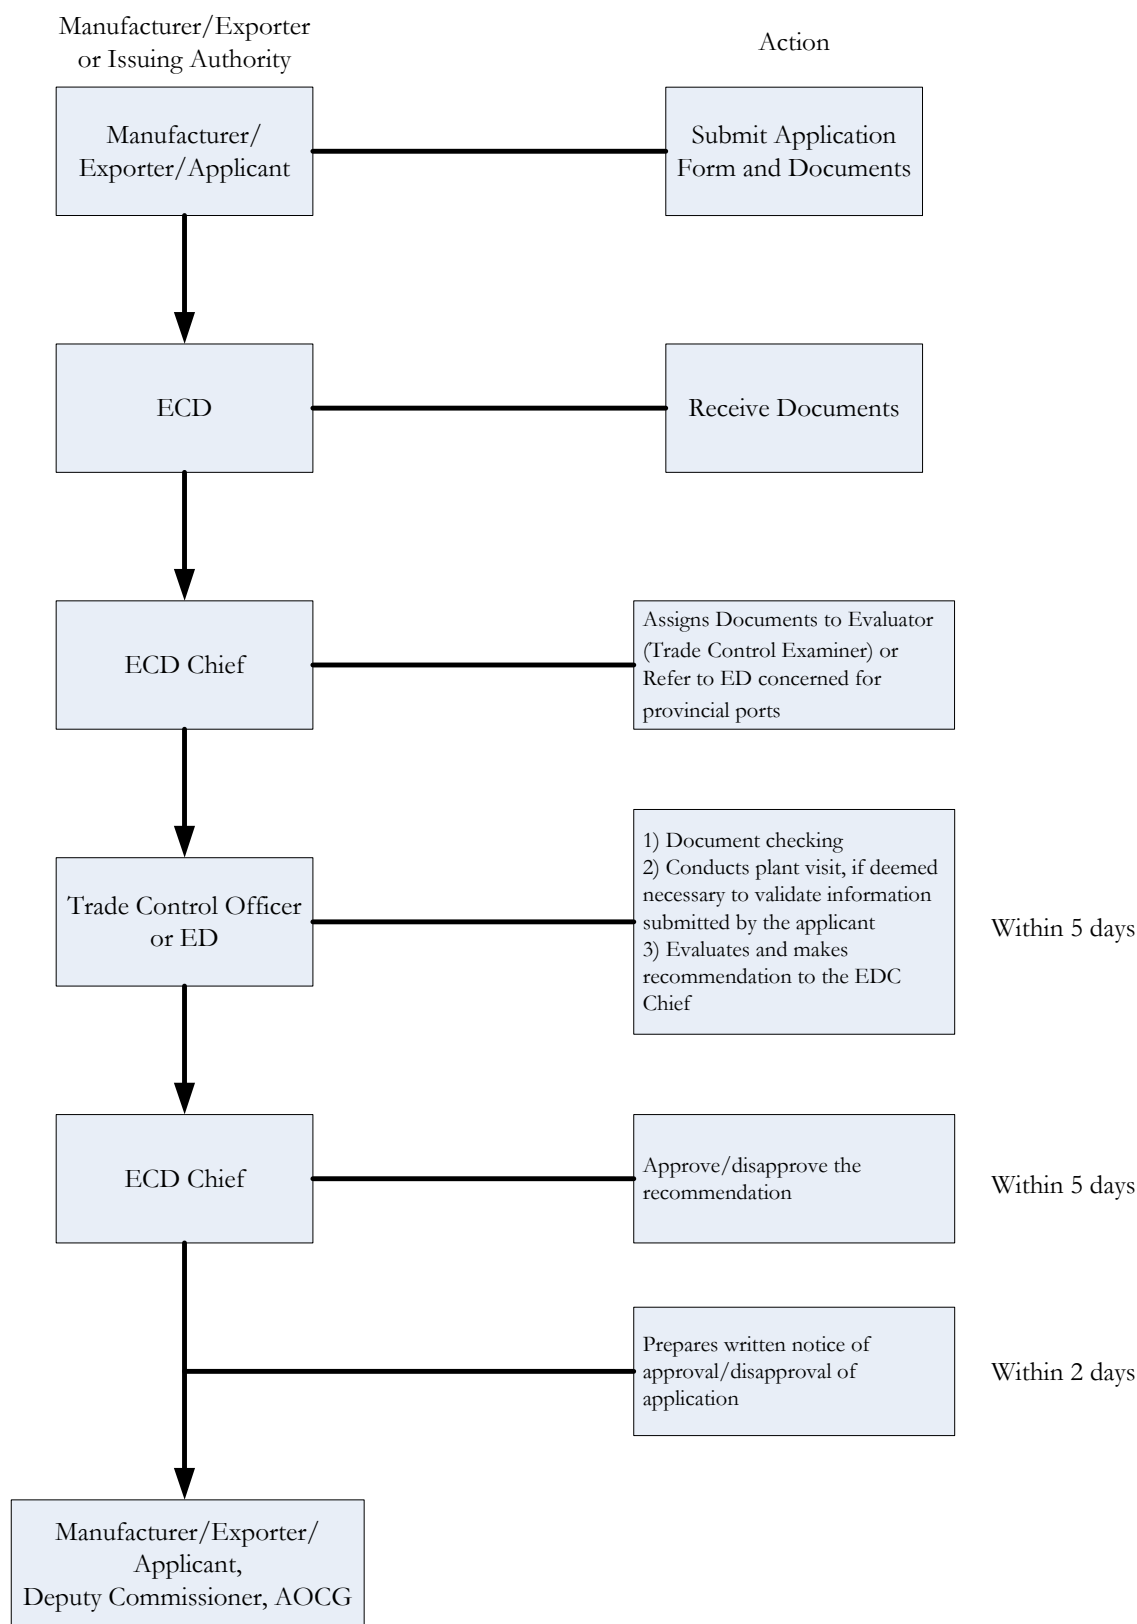 Manufacturer/Exporter
or Issuing Authority
Action
Manufacturer/
Exporter/Applicant
Submit Application
Form and Documents
ECD
Receive Documents
ECD Chief
Assigns Documents to Evaluator
(Trade Control Examiner) or
Refer to ED concerned for
provincial ports
Trade Control Officer
or ED
1) Document checking
2) Conducts plant visit, if deemed
necessary to validate information
submitted by the applicant
3) Evaluates and makes
recommendation to the EDC
Chief
Within 5 days
ECD Chief
Approve/disapprove the
recommendation
Within 5 days
Prepares written notice of
approval/disapproval of
application
Within 2 days
Manufacturer/Exporter/
Applicant,
Deputy Commissioner, AOCG